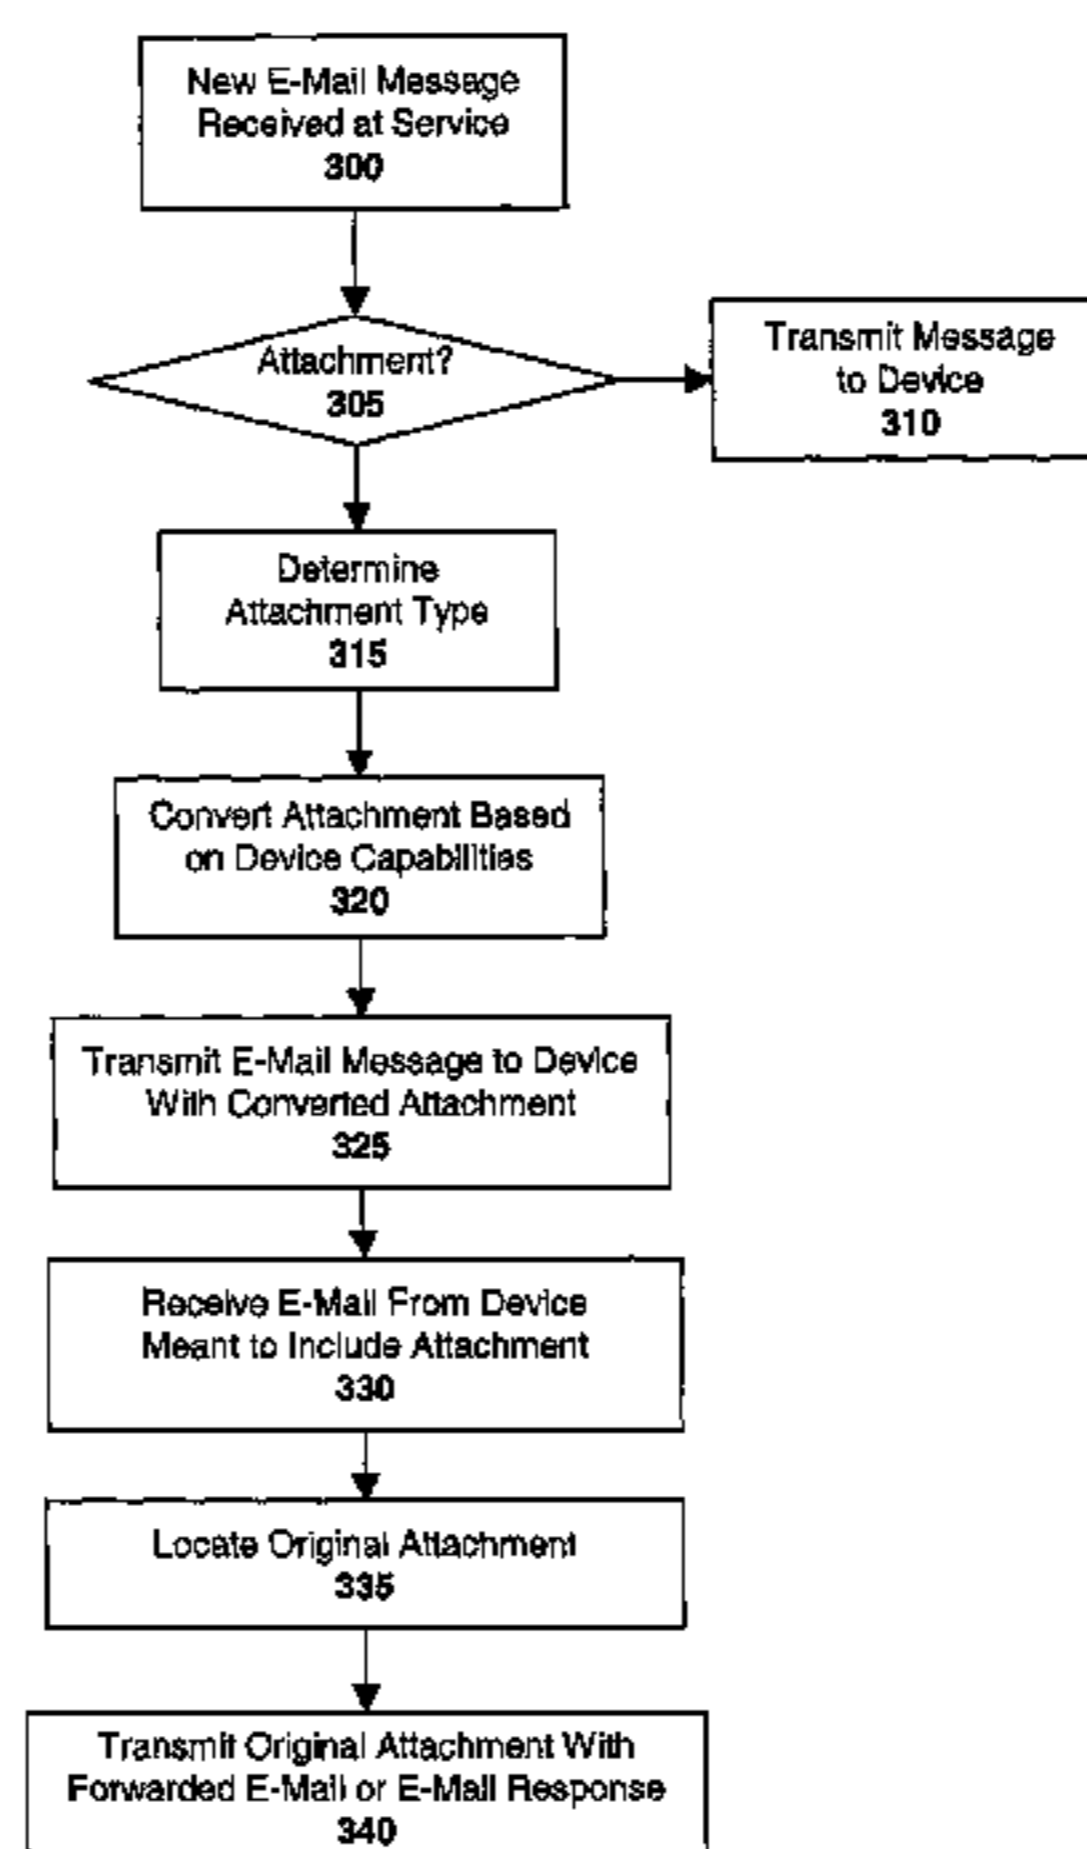 New E-Mail Message
Received at Service
300
Attachment?
305
Transmit Message
to Device
310
Determine
Attachment Type
315
Convert Attachment Based
on Device Capabilities
320
Transmit E-Mail Message to Device
With Converted Attachment
325
Receive E-Mail From Device
Meant to Include Attachment
330
Locate Original Attachment
335
Transmit Original Attachment With
Forwarded E-Mail or E-Mail Response
340